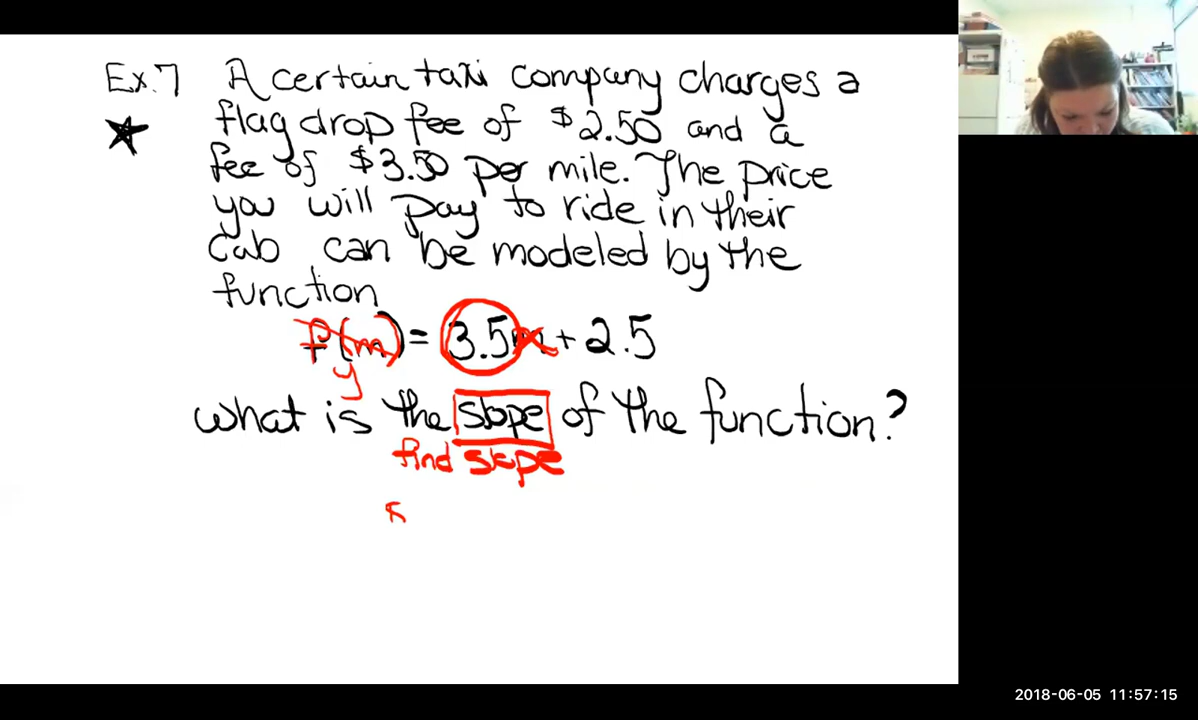 Ex. 7 A certain taxi company charges a
flag drop fee of $2.50 and a
fee of $3.50 per mile. The price
you will pay to ride in their
cab can be modeled by the
function
P(m) = 3.5m + 2.5
y x
what is the slope of the function?
find slope
2018-06-05 11:57:15